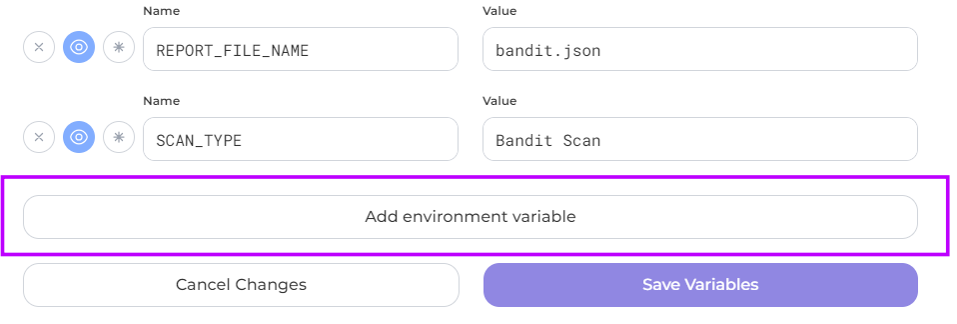 Name Value
REPORT_FILE_NAME bandit.json
Name Value
SCAN_TYPE Bandit Scan
Add environment variable
Cancel Changes Save Variables